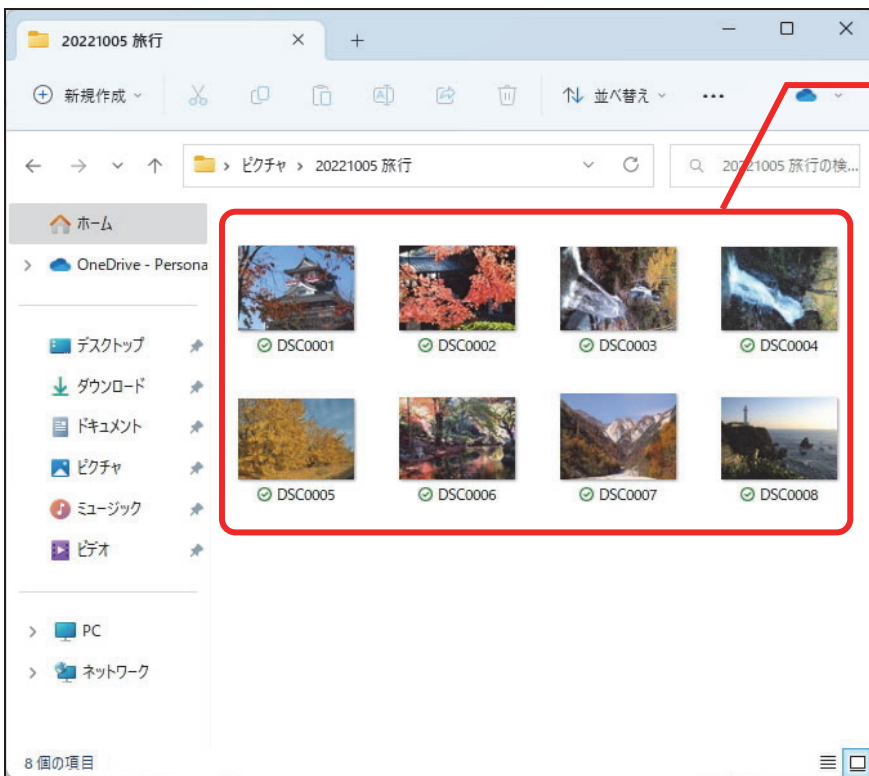 20221005 旅行
新規作成
並べ替え
ピクチャ > 20221005 旅行
20221005 旅行の検...
ホーム
OneDrive - Persona
デスクトップ
ダウンロード
ドキュメント
ピクチャ
ミュージック
ビデオ
PC
ネットワーク
DSC0001 DSC0002 DSC0003 DSC0004
DSC0005 DSC0006 DSC0007 DSC0008
8 個の項目